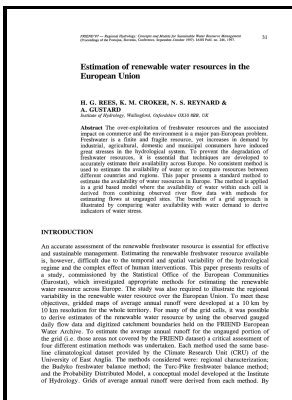 FRIEND'97 — Regional Hydrology: Concepts and Models for Sustainable Water Resource Management
(Proceedings of the Postojna, Slovenia, Conference, September-October 1997). IAHS Publ. no. 246, 1997.
31
Estimation of renewable water resources in the
European Union
H. G. REES, K. M. CROKER, N. S. REYNARD &
A. GUSTARD
Institute of Hydrology, Wallingford, Oxfordshire OX10 8BB, UK
Abstract The over-exploitation of freshwater resources and the associated
impact on commerce and the environment is a major pan-European problem.
Freshwater is a finite and fragile resource, yet increases in demand by
industrial, agricultural, domestic and municipal consumers have induced
great stresses in the hydrological system. To prevent the degradation of
freshwater resources, it is essential that techniques are developed to
accurately estimate their availability across Europe. No consistent method is
used to estimate the availability of water or to compare resources between
different countries and regions. This paper presents a standard method to
estimate the availability of water resources in Europe. The method is applied
in a grid based model where the availability of water within each cell is
derived from combining observed river flow data with methods for
estimating flows at ungauged sites. The benefits of a grid approach is
illustrated by comparing water availability with water demand to derive
indicators of water stress.
INTRODUCTION
An accurate assessment of the renewable freshwater resource is essential for effective
and sustainable management. Estimating the renewable freshwater resource available
is, however, difficult due to the temporal and spatial variability of the hydrological
regime and the complex effect of human interventions. This paper presents results of
a study, commissioned by the Statistical Office of the European Communities
(Eurostat), which investigated appropriate methods for estimating the renewable
water resource across Europe. The study was also required to illustrate the regional
variability in the renewable water resource over the European Union. To meet these
objectives, gridded maps of average annual runoff were developed at a 10 km by
10 km resolution for the whole territory. For many of the grid cells, it was possible
to derive estimates of the renewable water resource by using the observed gauged
daily flow data and digitized catchment boundaries held on the FRIEND European
Water Archive. To estimate the average annual runoff for the ungauged portion of
the grid (i.e. those areas not covered by the FRIEND dataset) a critical assessment of
four different estimation methods was undertaken. Each method used the same base-
line climatological dataset provided by the Climate Research Unit (CRU) of the
University of East Anglia. The methods considered were: regional characterization;
the Budyko freshwater balance model; the Turc-Pike freshwater balance model;
and the Probability Distributed Model, a conceptual model developed at the Institute
of Hydrology. Grids of average annual runoff were derived from each method. By